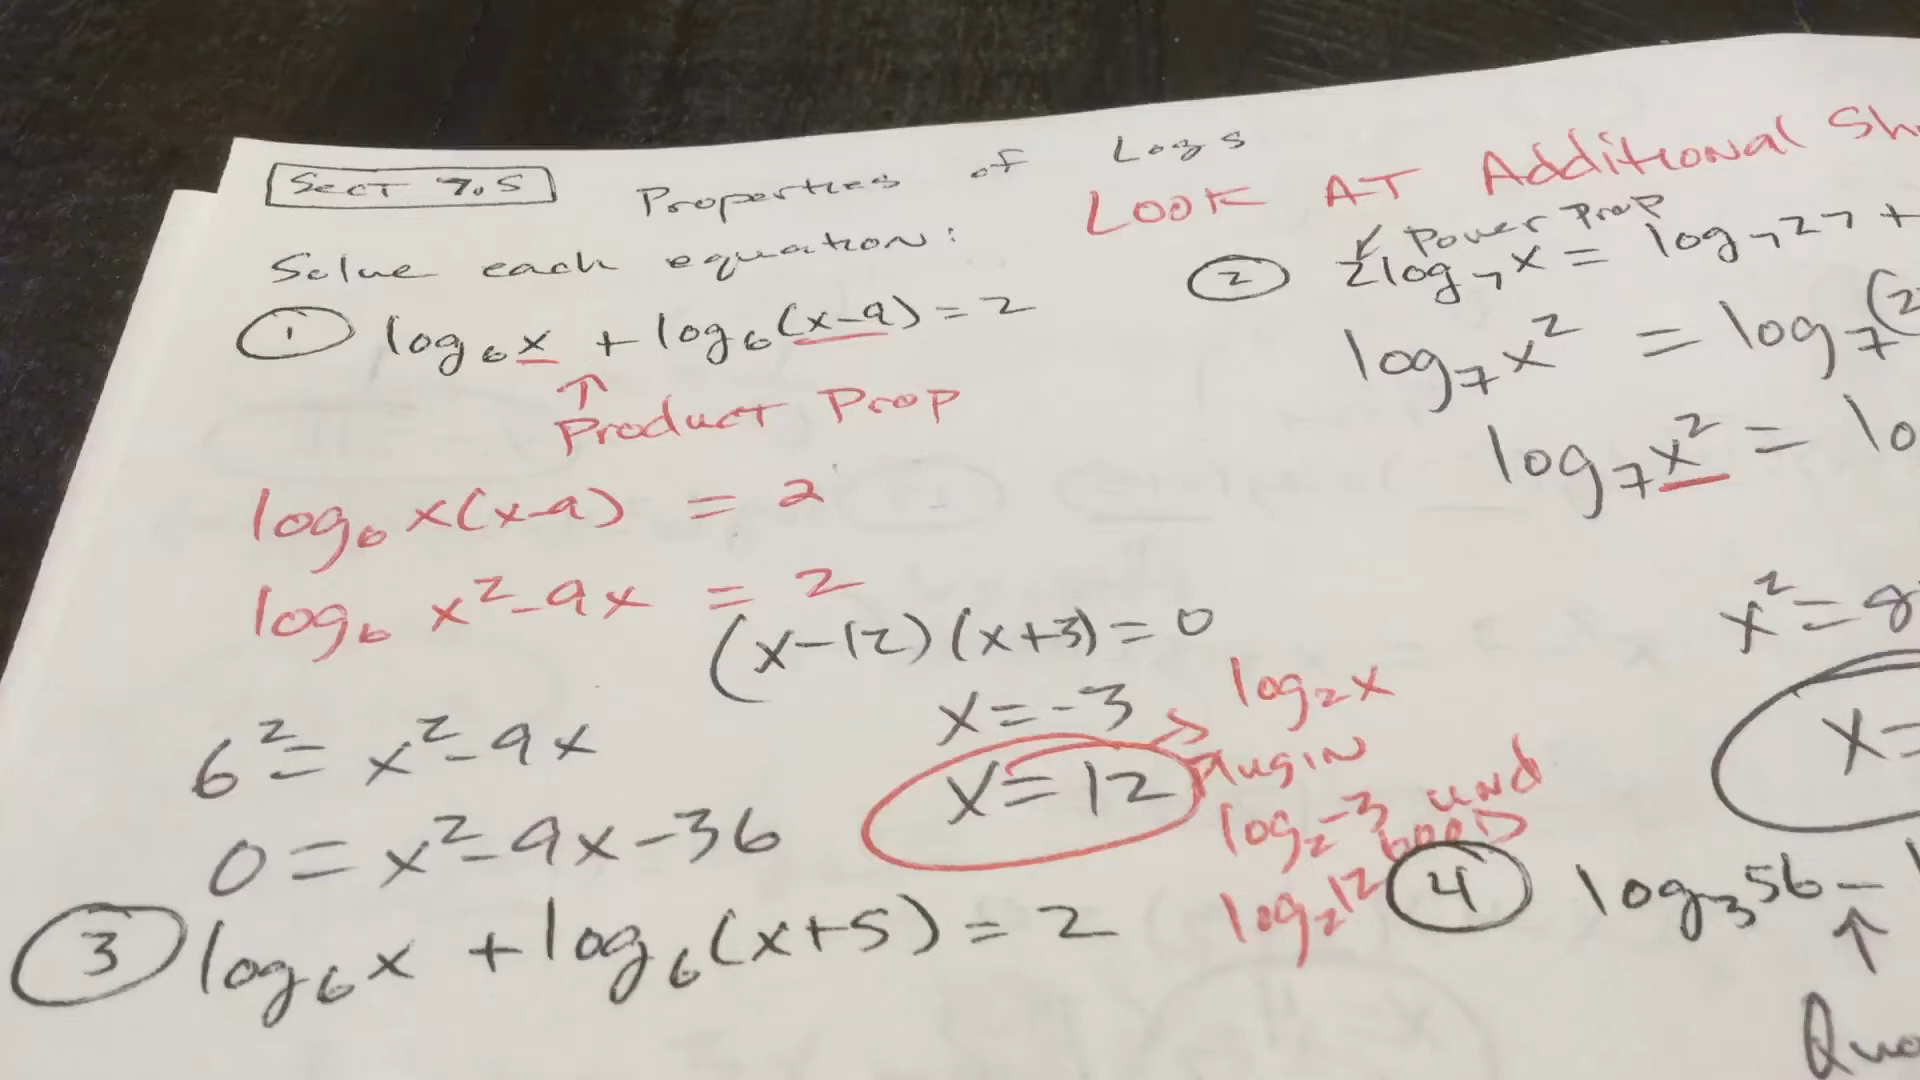 Sect 7.5 Properties of Logs
LOOK AT Additional Sh
Solve each equation:
① log₆x + log₆(x-9) = 2
↑
Product Prop
log₆ x(x-9) = 2
log₆ x²-9x = 2
(x-12)(x+3) = 0
6² = x²-9x
x = -3
x = 12
0 = x²-9x-36
→ log₂x
Plug IN
log₂-3 und
log₂12 good
② ↙ Power Prop
2log₇x = log₇27 +
log₇x² = log₇(2
log₇x² = lo
x² = 8
x =
③ log₆x + log₆(x+5) = 2
④ log₃56 -
↑
Quo